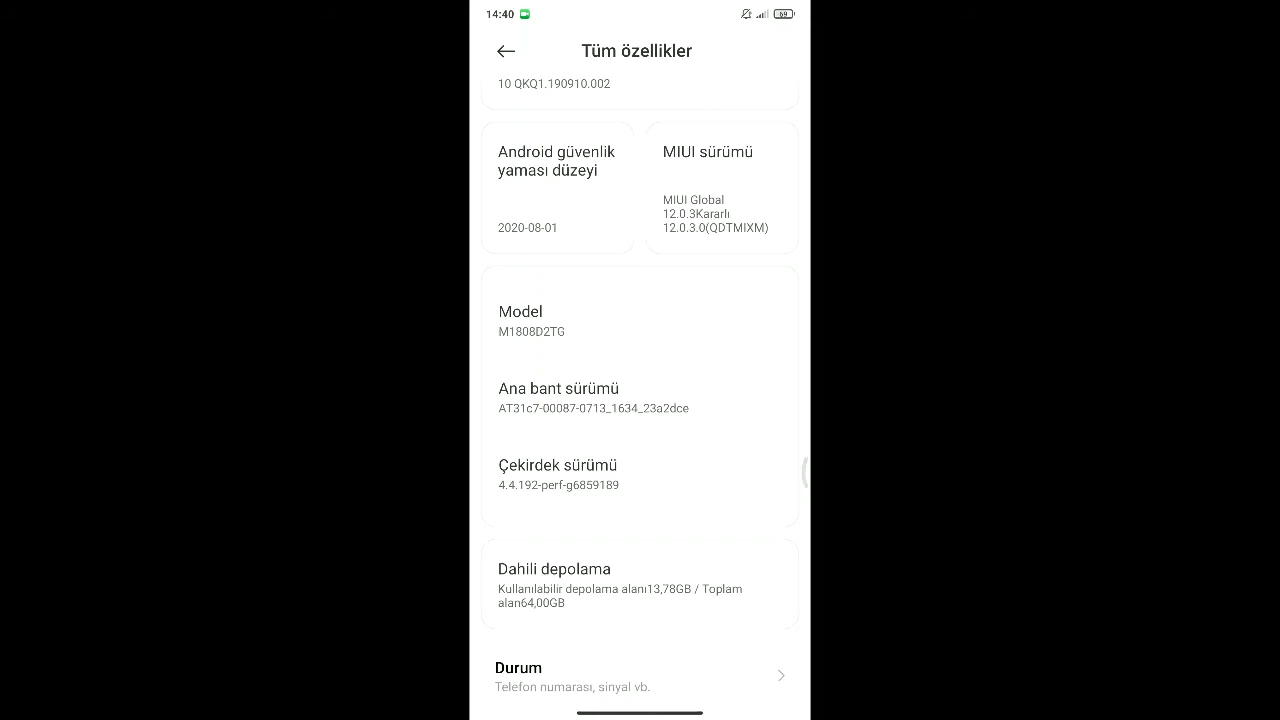 14:40
69
Tüm özellikler
10 QKQ1.190910.002
Android güvenlik
yaması düzeyi
2020-08-01
MIUI sürümü
MIUI Global
12.0.3Kararlı
12.0.3.0(QDTMIXM)
Model
M1808D2TG
Ana bant sürümü
AT31c7-00087-0713_1634_23a2dce
Çekirdek sürümü
4.4.192-perf-g6859189
Dahili depolama
Kullanılabilir depolama alanı13,78GB / Toplam
alan64,00GB
Durum
Telefon numarası, sinyal vb.